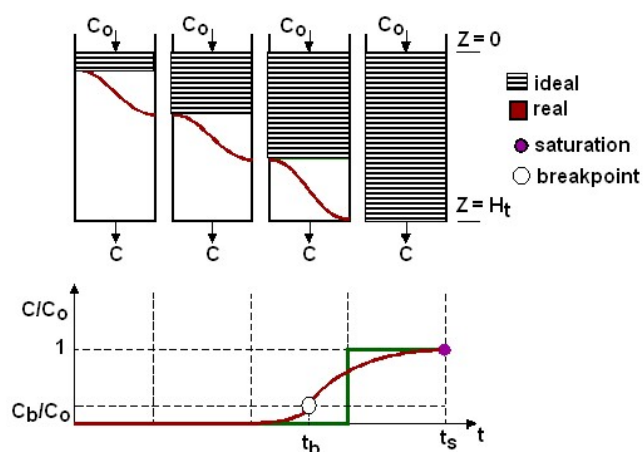 Co Co Co Co Z = 0
ideal
real
saturation
breakpoint
Z = Ht
C C C C
C/Co
1
Cb/Co
tb ts t